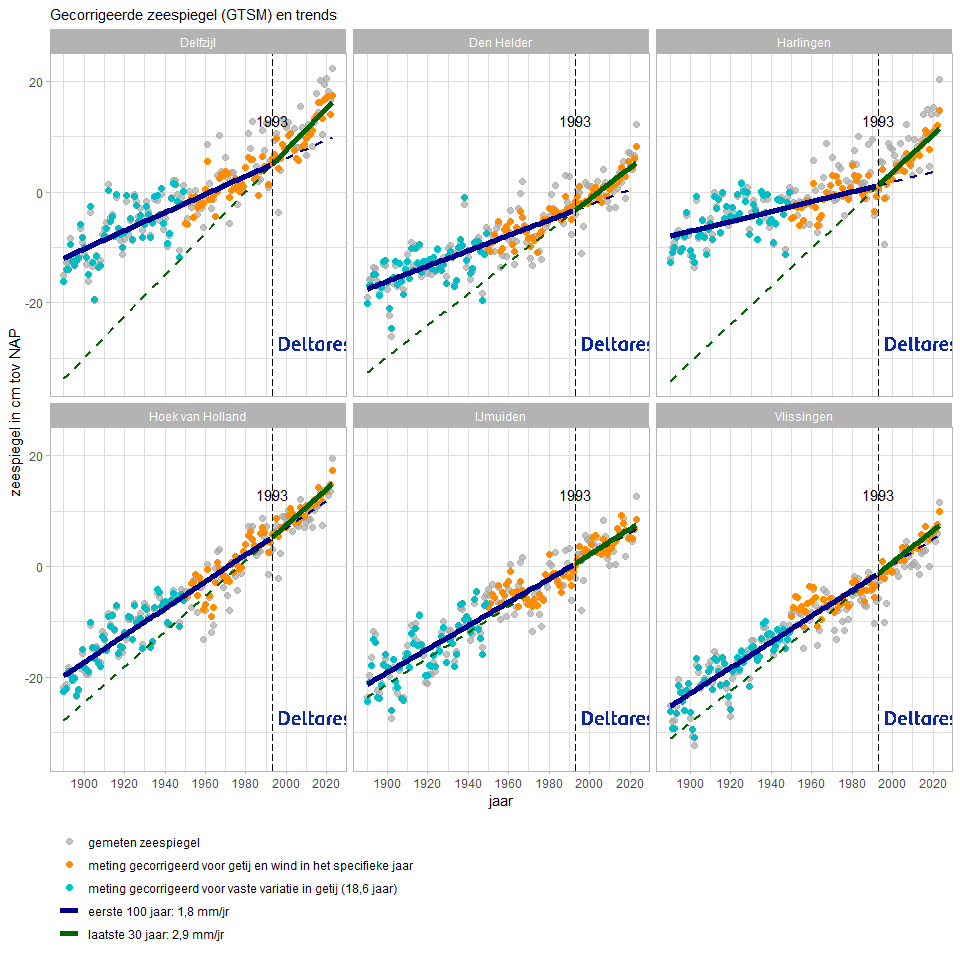 Gecorrigeerde zeespiegel (GTSM) en trends
Delfzijl
Den Helder
Harlingen
20
0
-20
1993
1993
1993
Deltares
Deltares
Deltares
zeespiegel in cm tov NAP
Hoek van Holland
IJmuiden
Vlissingen
20
0
-20
1993
1993
1993
Deltares
Deltares
Deltares
1900 1920 1940 1960 1980 2000 2020
1900 1920 1940 1960 1980 2000 2020
1900 1920 1940 1960 1980 2000 2020
jaar
gemeten zeespiegel
meting gecorrigeerd voor getij en wind in het specifieke jaar
meting gecorrigeerd voor vaste variatie in getij (18,6 jaar)
eerste 100 jaar: 1,8 mm/jr
laatste 30 jaar: 2,9 mm/jr